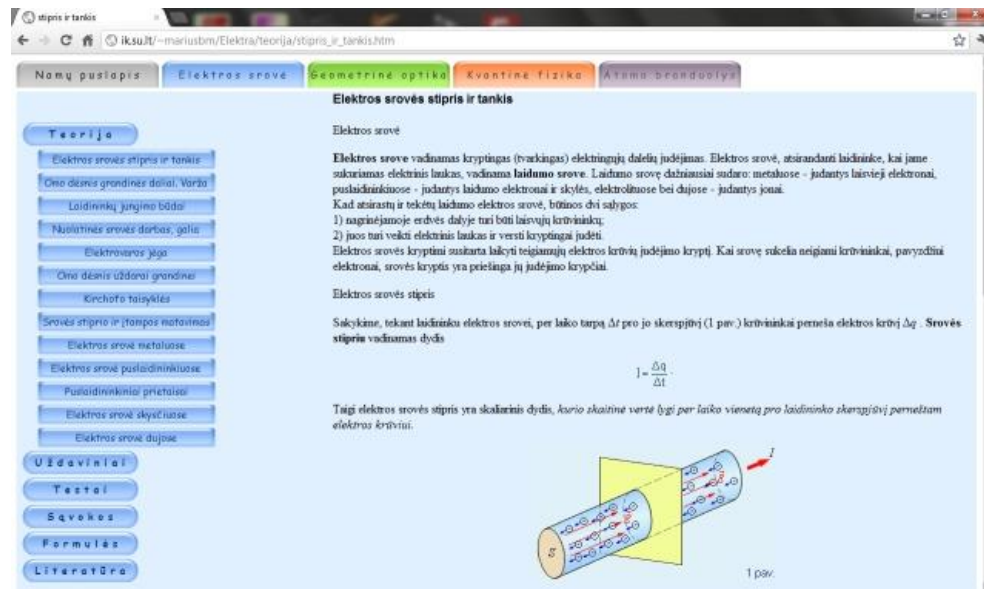 stipris ir tankis
ik.su.lt/~mariusbm/Elektra/teorija/stipris_ir_tankis.htm
Namų puslapis
Elektros srovė
Geometrinė optika
Kvantinė fizika
Atomo branduolys
Elektros srovės stipris ir tankis
Teorija
Elektros srovės stipris ir tankis
Omo dėsnis grandinės daliai. Varža
Laidininkų jungimo būdai
Nuolatinės srovės darbas, galia
Elektrovaros jėga
Omo dėsnis uždarai grandinei
Kirchofo taisyklės
Srovės stiprio ir įtampos matavimas
Elektros srovė metaluose
Elektros srovė puslaidininkiuose
Puslaidininkiniai prietaisai
Elektros srovė skysčiuose
Elektros srovė dujose
Uždaviniai
Testai
Sąvokos
Formulės
Literatūra
Elektros srovė
Elektros srove vadinamas kryptingas (tvarkingas) elektringųjų dalelių judėjimas. Elektros srovė, atsirandanti laidininke, kai jame
sukuriamas elektrinis laukas, vadinama laidumo srove. Laidumo srovę dažniausiai sudaro: metaluose - judantys laisvieji elektronai,
puslaidininkiuose - judantys laidumo elektronai ir skylės, elektrolituose bei dujose - judantys jonai.
Kad atsirastų ir tekėtų laidumo elektros srovė, būtinos dvi sąlygos:
1) nagrinėjamoje erdvės dalyje turi būti laisvųjų krūvininkų;
2) juos turi veikti elektrinis laukas ir versti kryptingai judėti.
Elektros srovės kryptimi susitarta laikyti teigiamųjų elektros krūvių judėjimo kryptį. Kai srovę sukelia neigiami krūvininkai, pavyzdžiui
elektronai, srovės kryptis yra priešinga jų judėjimo krypčiai.
Elektros srovės stipris
Sakykime, tekant laidininku elektros srovei, per laiko tarpą Δt pro jo skerspjūvį (1 pav.) krūvininkai perneša elektros krūvį Δq . Srovės
stipriu vadinamas dydis
I = Δq / Δt .
Taigi elektros srovės stipris yra skaliarinis dydis, kurio skaitinė vertė lygi per laiko vienetą pro laidininko skerspjūvį perneštam
elektros krūviui.
I
S
1 pav.